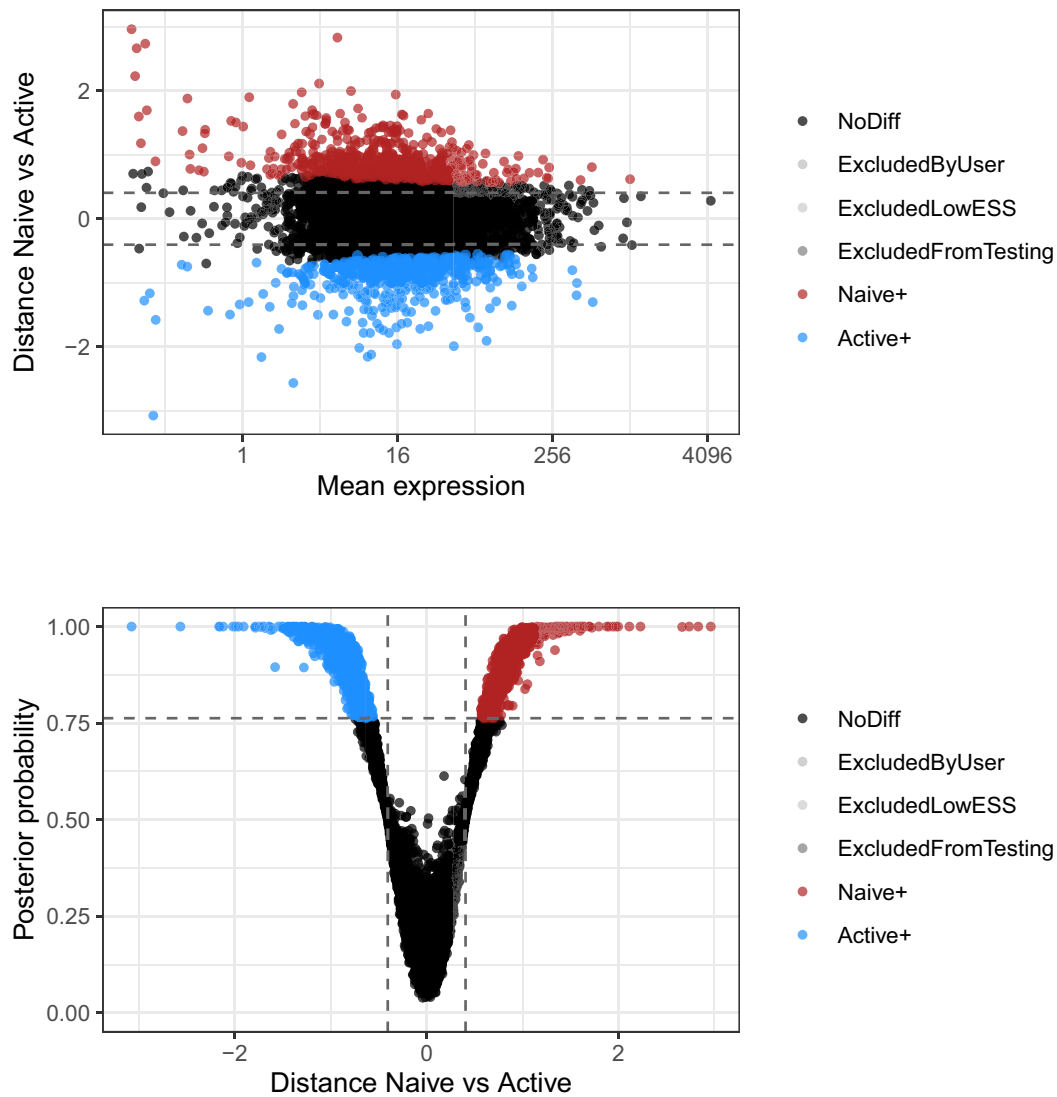 Distance Naive vs Active
2
0
−2
1
16
256
4096
Mean expression
NoDiff
ExcludedByUser
ExcludedLowESS
ExcludedFromTesting
Naive+
Active+
Posterior probability
1.00
0.75
0.50
0.25
0.00
−2
0
2
Distance Naive vs Active
NoDiff
ExcludedByUser
ExcludedLowESS
ExcludedFromTesting
Naive+
Active+